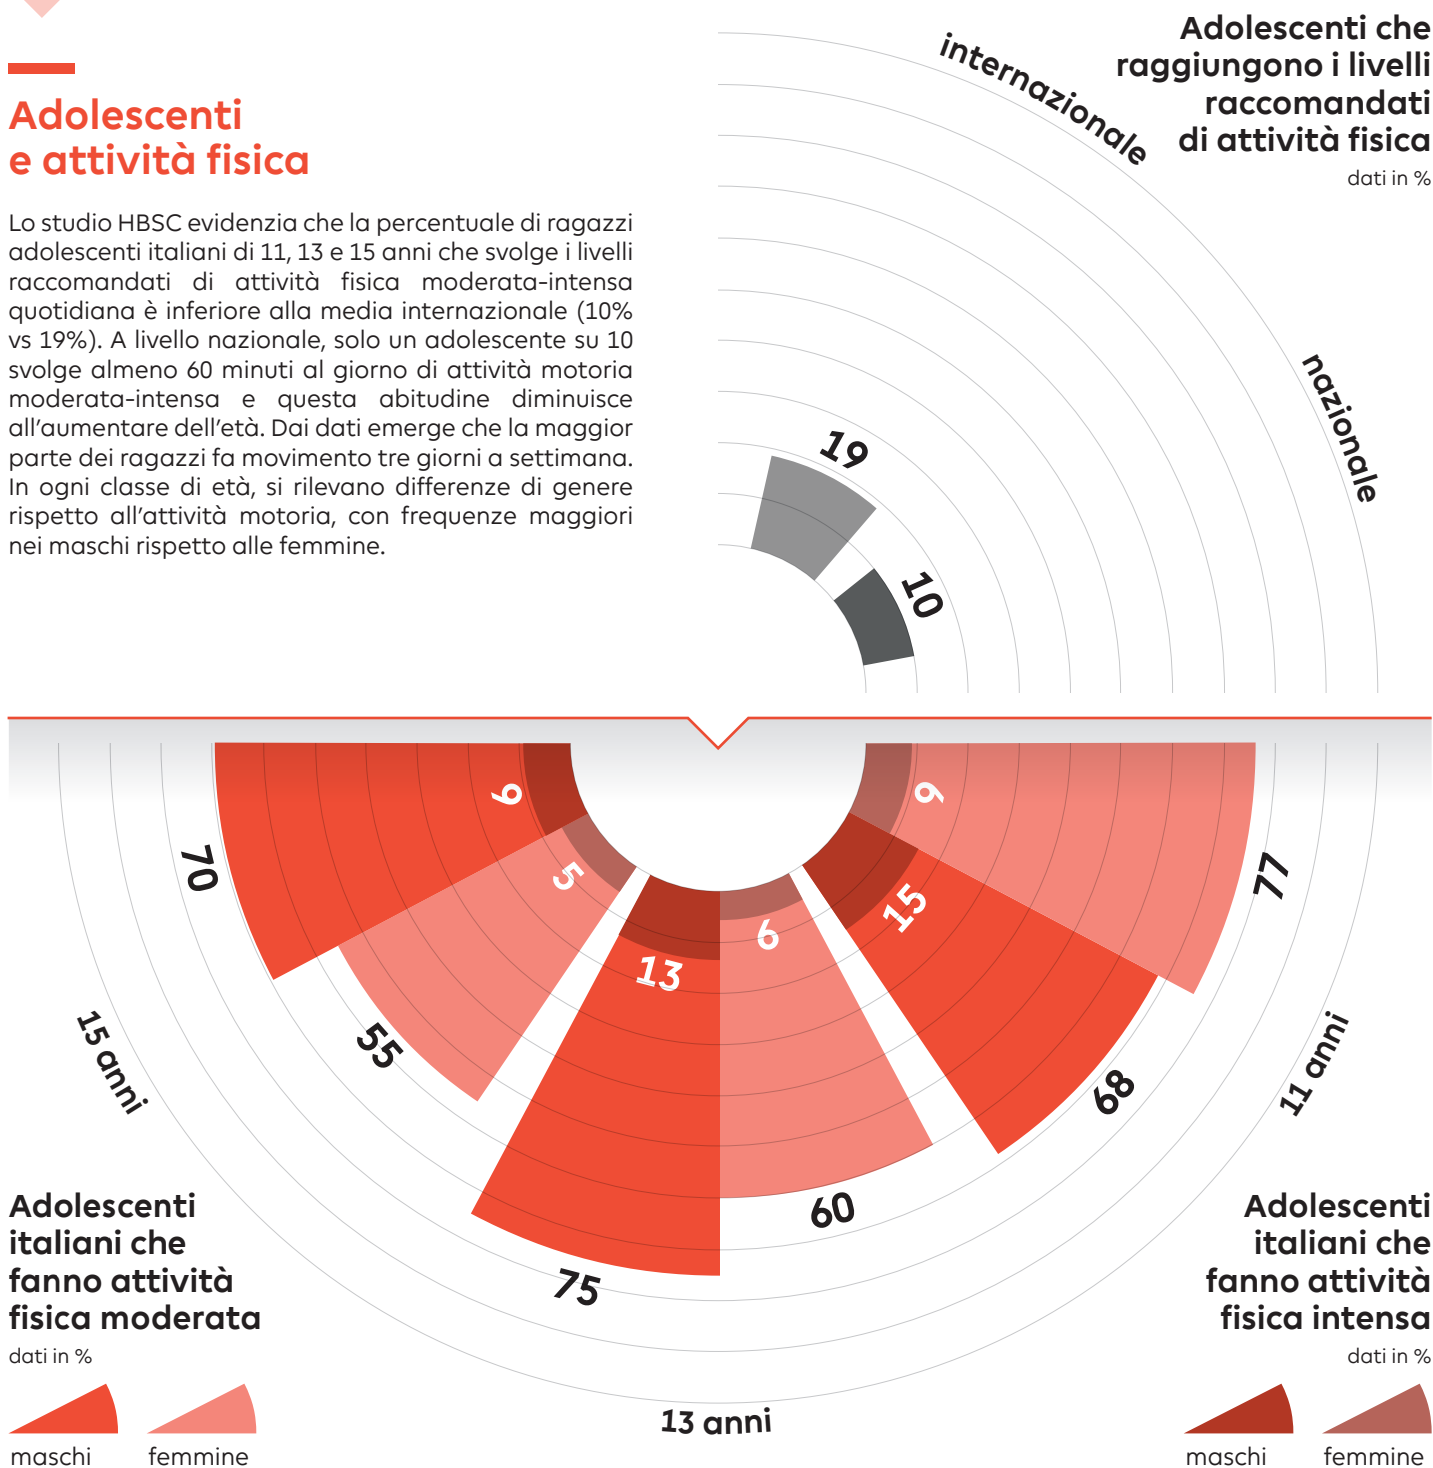 Adolescenti
e attività fisica
Lo studio HBSC evidenzia che la percentuale di ragazzi
adolescenti italiani di 11, 13 e 15 anni che svolge i livelli
raccomandati di attività fisica moderata-intensa
quotidiana è inferiore alla media internazionale (10%
vs 19%). A livello nazionale, solo un adolescente su 10
svolge almeno 60 minuti al giorno di attività motoria
moderata-intensa e questa abitudine diminuisce
all'aumentare dell'età. Dai dati emerge che la maggior
parte dei ragazzi fa movimento tre giorni a settimana.
In ogni classe di età, si rilevano differenze di genere
rispetto all'attività motoria, con frequenze maggiori
nei maschi rispetto alle femmine.
Adolescenti che
raggiungono i livelli
raccomandati
di attività fisica
dati in %
internazionale
nazionale
19
10
9
70
5
55
15 anni
13
75
6
60
13 anni
15
68
9
77
11 anni
Adolescenti
italiani che
fanno attività
fisica moderata
dati in %
maschi
femmine
Adolescenti
italiani che
fanno attività
fisica intensa
dati in %
maschi
femmine